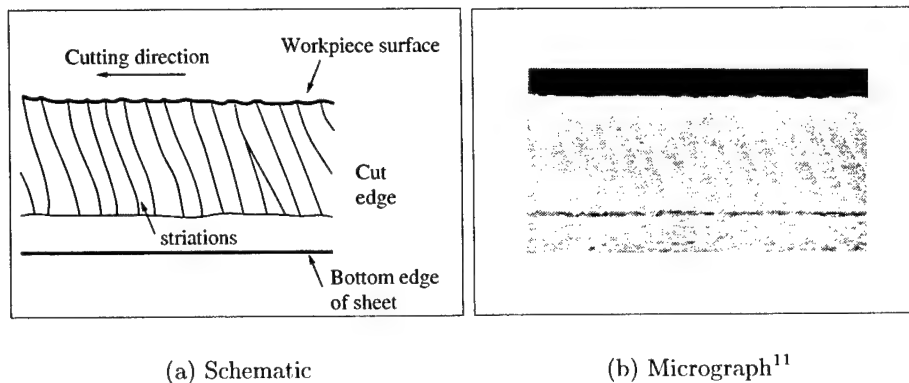 Cutting direction
Workpiece surface
Cut
edge
striations
Bottom edge
of sheet
(a) Schematic
(b) Micrograph11